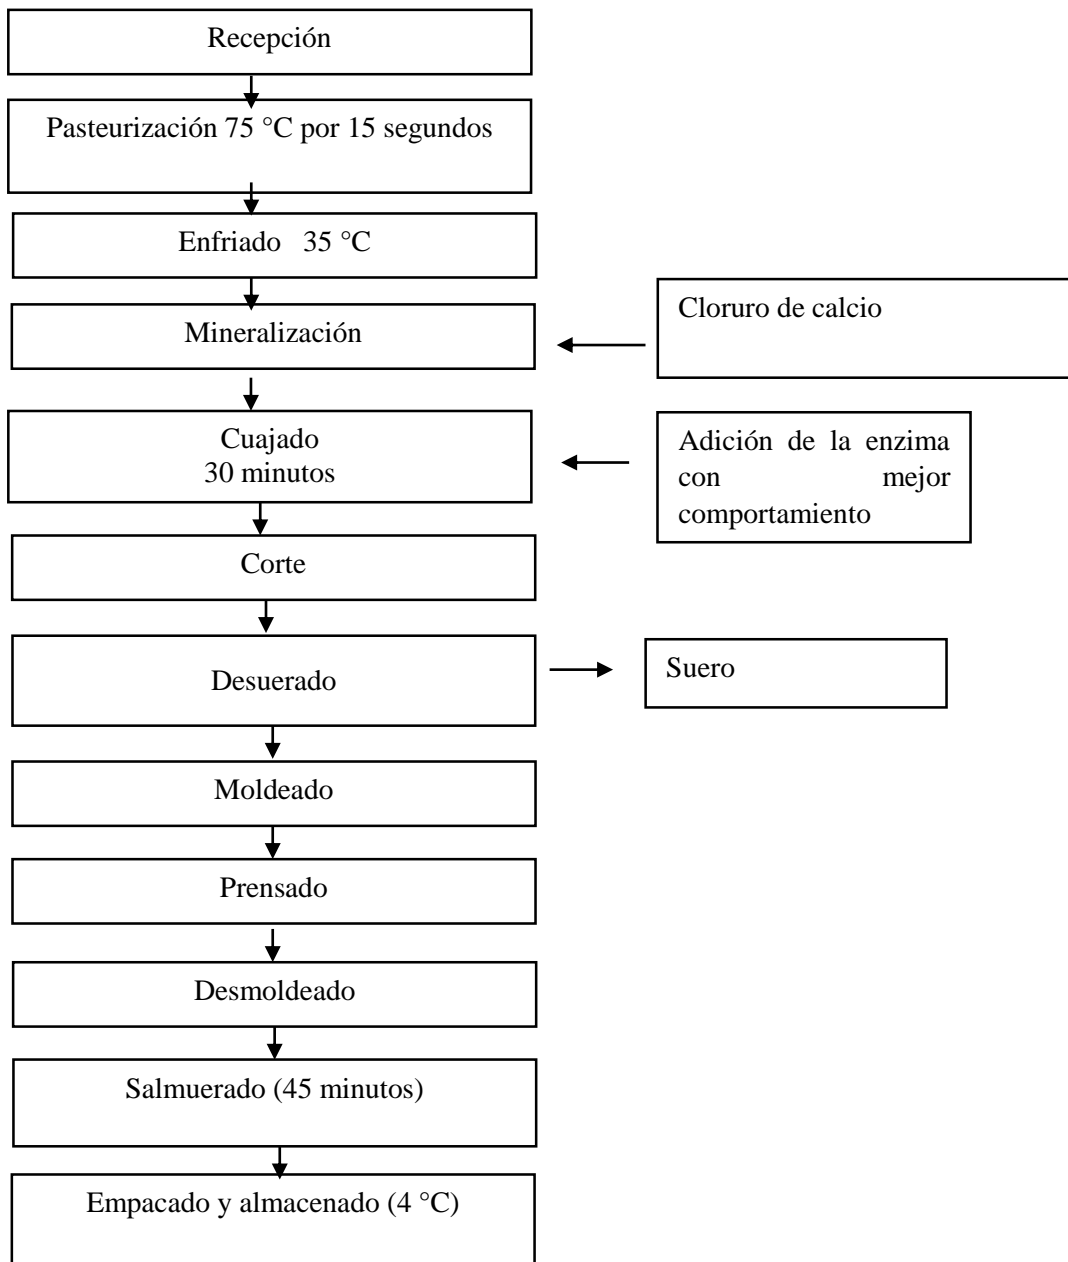 Recepción
Pasteurización 75 °C por 15 segundos
Enfriado 35 °C
Mineralización
Cloruro de calcio
Cuajado
30 minutos
Adición de la enzima
con mejor
comportamiento
Corte
Desuerado
Suero
Moldeado
Prensado
Desmoldeado
Salmuerado (45 minutos)
Empacado y almacenado (4 °C)